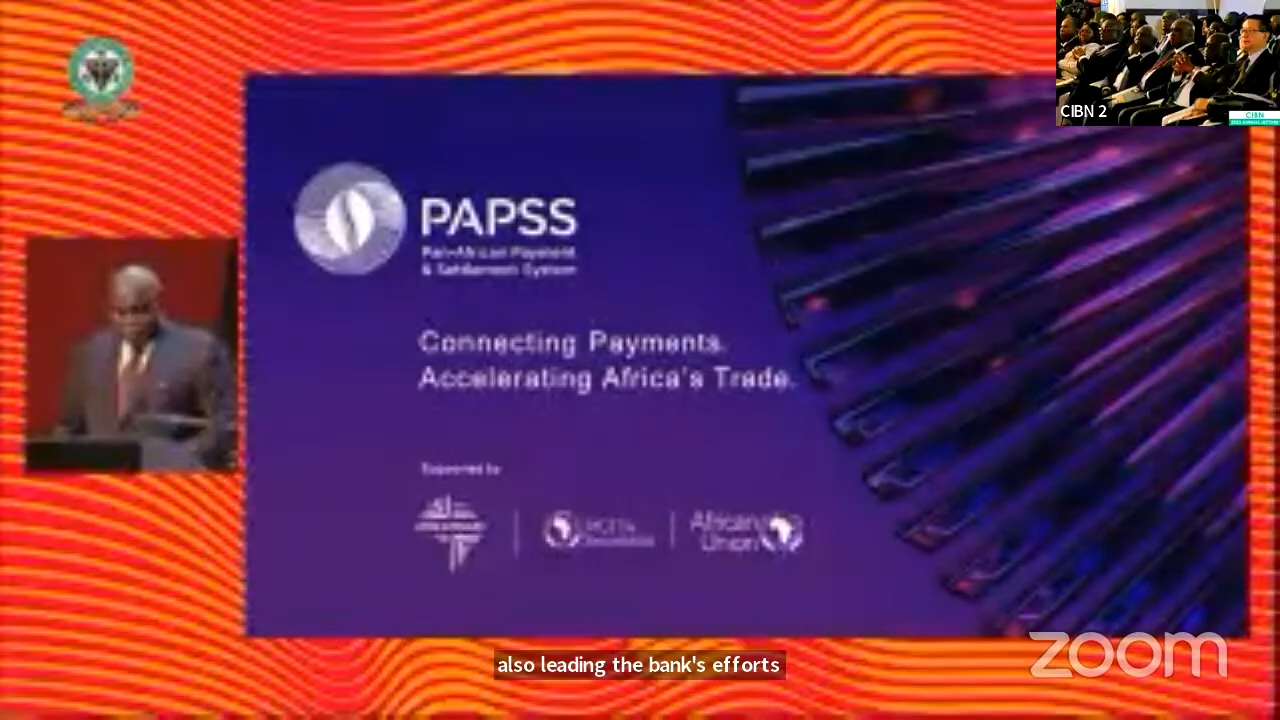 CIBN 2
CIBN
PAPSS
Pan-African Payment
& Settlement System
Connecting Payments.
Accelerating Africa's Trade.
Supported by
African
Union
also leading the bank's efforts
zoom